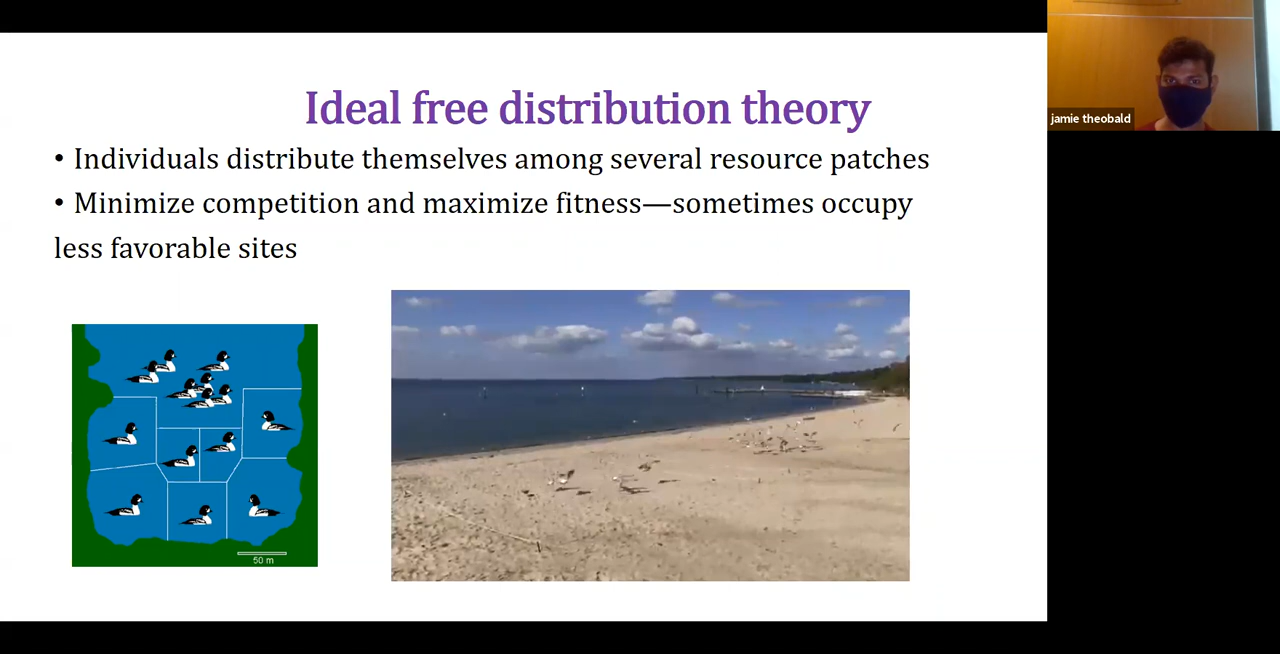 Ideal free distribution theory
• Individuals distribute themselves among several resource patches
• Minimize competition and maximize fitness—sometimes occupy
less favorable sites
50 m
jamie theobald